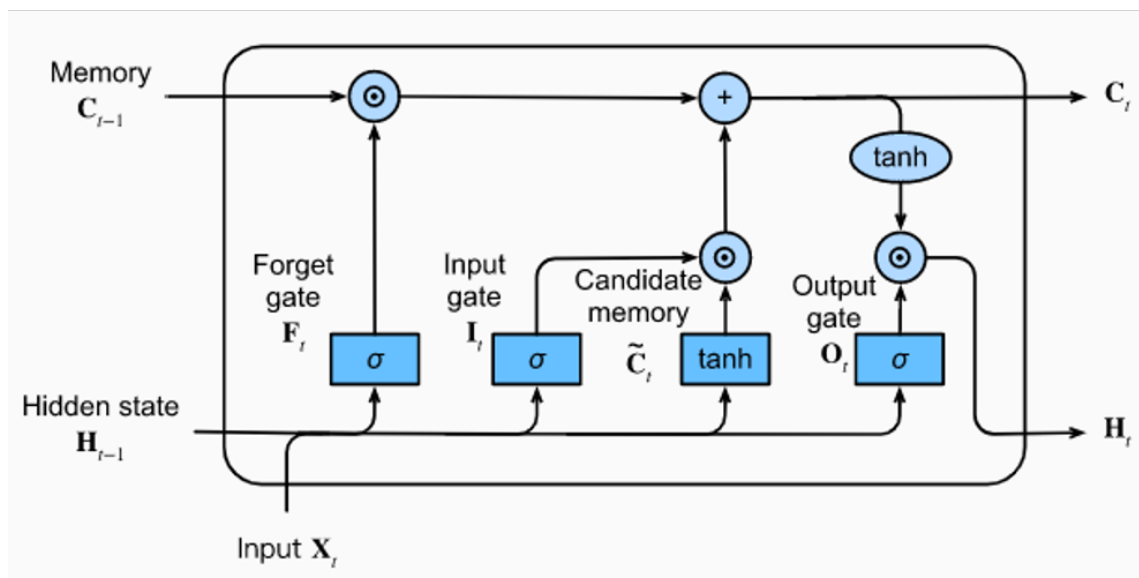 Memory
C_{t-1}
⊙
+
C_t
tanh
⊙
⊙
Forget
gate
F_t
Input
gate
I_t
Candidate
memory
C̃_t
Output
gate
O_t
σ
σ
tanh
σ
Hidden state
H_{t-1}
H_t
Input X_t